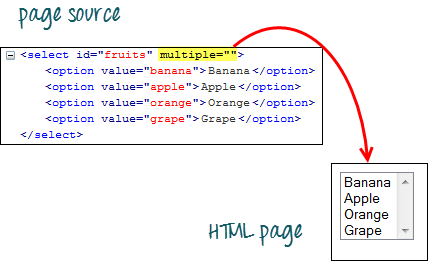 page source
<select id="fruits" multiple="">
<option value="banana">Banana</option>
<option value="apple">Apple</option>
<option value="orange">Orange</option>
<option value="grape">Grape</option>
</select>
Banana
Apple
Orange
Grape
HTML page